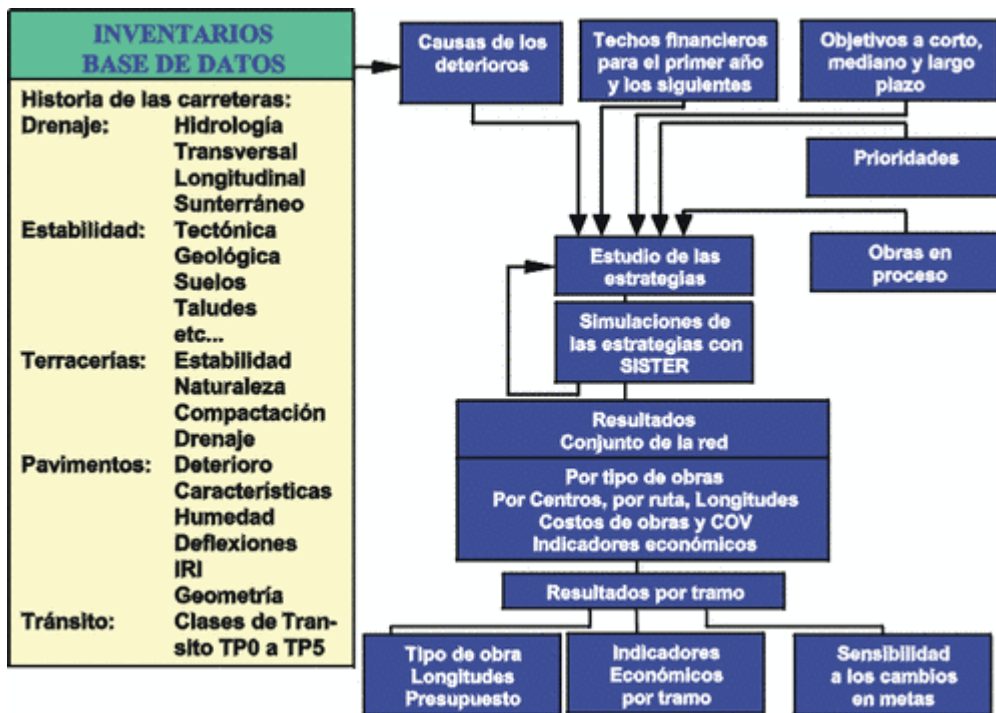 INVENTARIOS
BASE DE DATOS
Historia de las carreteras:
Drenaje: Hidrología
Transversal
Longitudinal
Sunterráneo
Estabilidad: Tectónica
Geológica
Suelos
Taludes
etc...
Terracerías: Estabilidad
Naturaleza
Compactación
Drenaje
Pavimentos: Deterioro
Características
Humedad
Deflexiones
IRI
Geometría
Tránsito: Clases de Tran-
sito TP0 a TP5
Causas de los
deterioros
Techos financieros
para el primer año
y los siguientes
Objetivos a corto,
mediano y largo
plazo
Prioridades
Obras en
proceso
Estudio de las
estrategias
Simulaciones de
las estrategias con
SISTER
Resultados
Conjunto de la red
Por tipo de obras
Por Centros, por ruta, Longitudes
Costos de obras y COV
Indicadores económicos
Resultados por tramo
Tipo de obra
Longitudes
Presupuesto
Indicadores
Económicos
por tramo
Sensibilidad
a los cambios
en metas